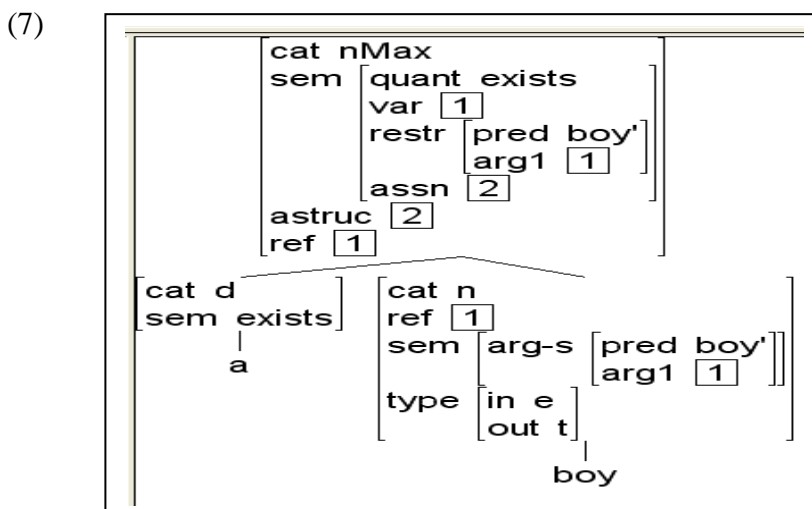 (7)
cat nMax
sem quant exists
var 1
restr pred boy'
arg1 1
assn 2
astruc 2
ref 1
cat d
sem exists
a
cat n
ref 1
sem arg-s pred boy'
arg1 1
type in e
out t
boy